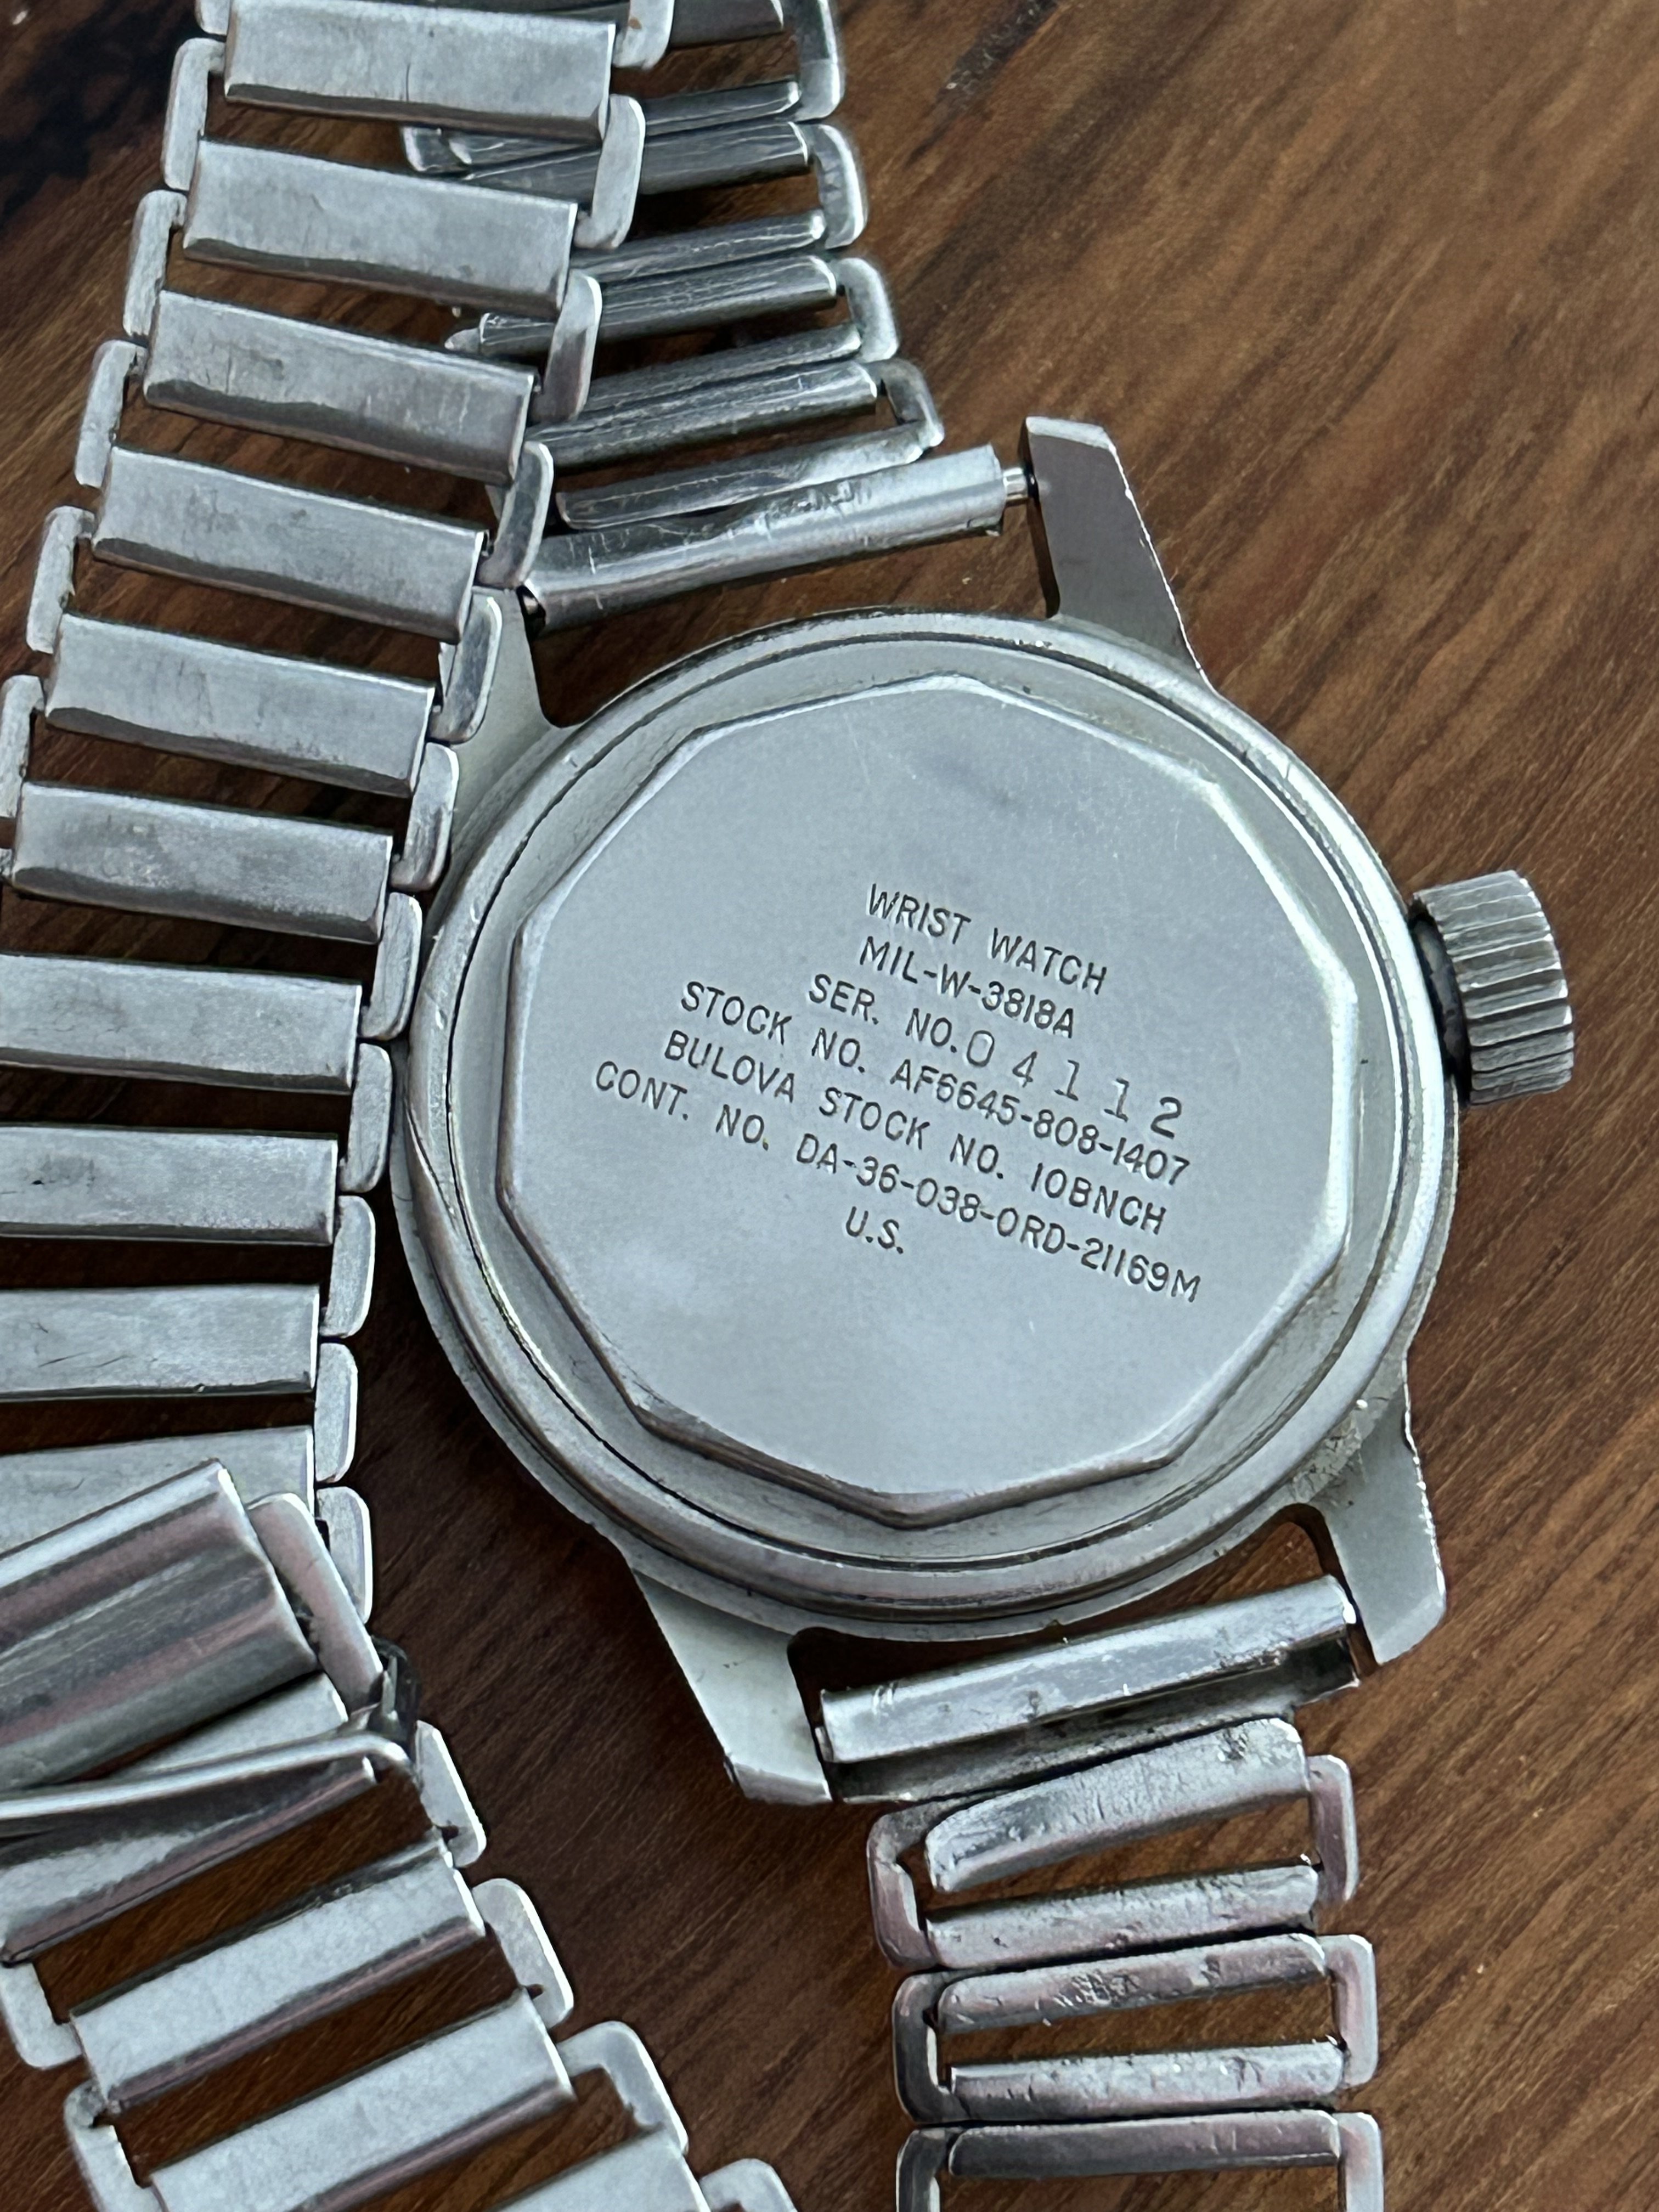 WRIST WATCH
MIL-W-3818A
SER. NO. 04112
STOCK NO. AF6645-808-1407
BULOVA STOCK NO. 10BNCH
CONT. NO. DA-36-038-ORD-21169M
U.S.